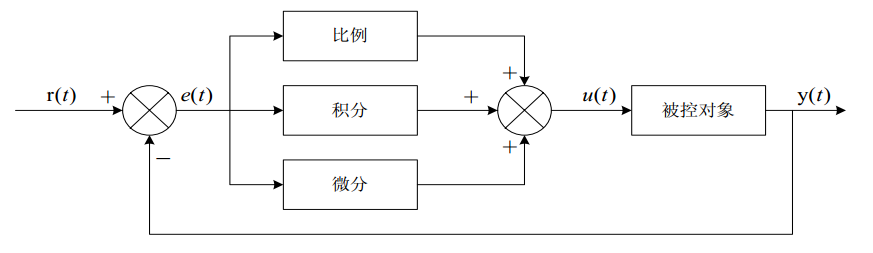 比例
r(t) + e(t) 积分 + + u(t) 被控对象 y(t)
− +
微分